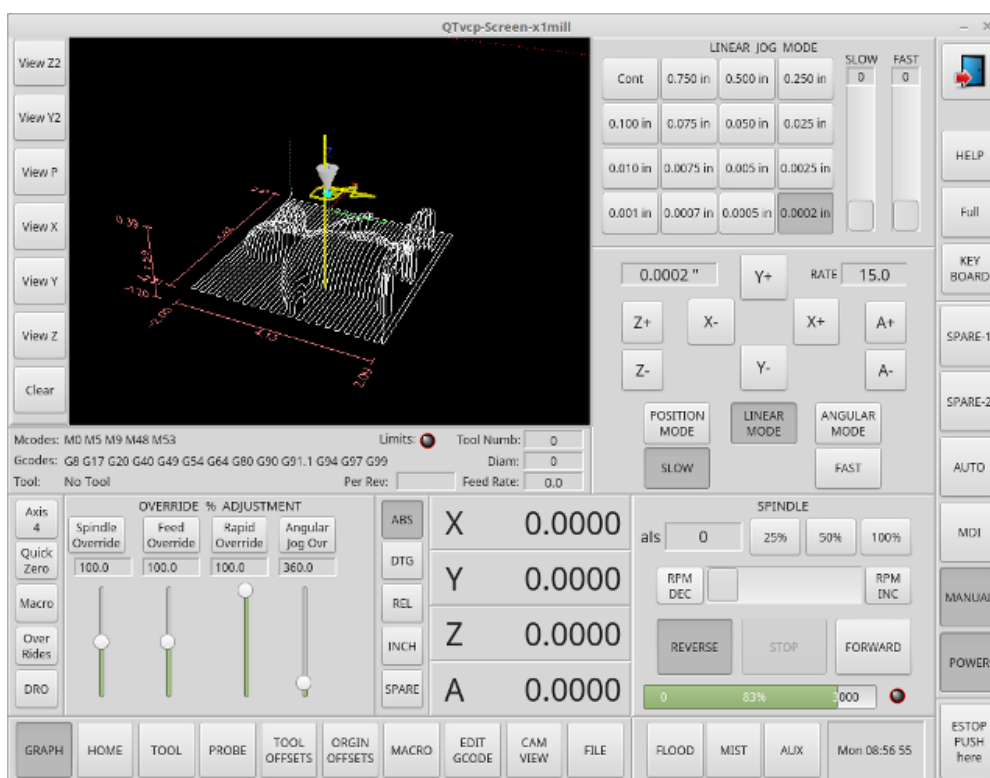 QTvcp-Screen-x1mill
View Z2
View Y2
View P
View X
View Y
View Z
Clear
LINEAR JOG MODE
SLOW FAST
0 0
Cont 0.750 in 0.500 in 0.250 in
0.100 in 0.075 in 0.050 in 0.025 in
0.010 in 0.0075 in 0.005 in 0.0025 in
0.001 in 0.0007 in 0.0005 in 0.0002 in
0.0002 "
Y+
RATE 15.0
Z+ X- X+ A+
Z- Y- A-
POSITION MODE
LINEAR MODE
ANGULAR MODE
SLOW FAST
HELP
Full
KEY BOARD
SPARE-1
SPARE-2
AUTO
MDI
MANUAL
POWER
ESTOP PUSH here
0.39
4.13
2.09
Mcodes: M0 M5 M9 M48 M53
Limits:
Tool Numb: 0
Gcodes: G8 G17 G20 G40 G49 G54 G64 G80 G90 G91.1 G94 G97 G99
Diam: 0
Tool: No Tool
Per Rev:
Feed Rate: 0.0
Axis 4
Quick Zero
Macro
Over Rides
DRO
OVERRIDE % ADJUSTMENT
Spindle Override
Feed Override
Rapid Override
Angular Jog Ovr
100.0 100.0 100.0 360.0
ABS
DTG
REL
INCH
SPARE
X 0.0000
Y 0.0000
Z 0.0000
A 0.0000
SPINDLE
als 0 25% 50% 100%
RPM DEC
RPM INC
REVERSE STOP FORWARD
0 83% 3000
GRAPH
HOME
TOOL
PROBE
TOOL OFFSETS
ORGIN OFFSETS
MACRO
EDIT GCODE
CAM VIEW
FILE
FLOOD
MIST
AUX
Mon 08:56 55